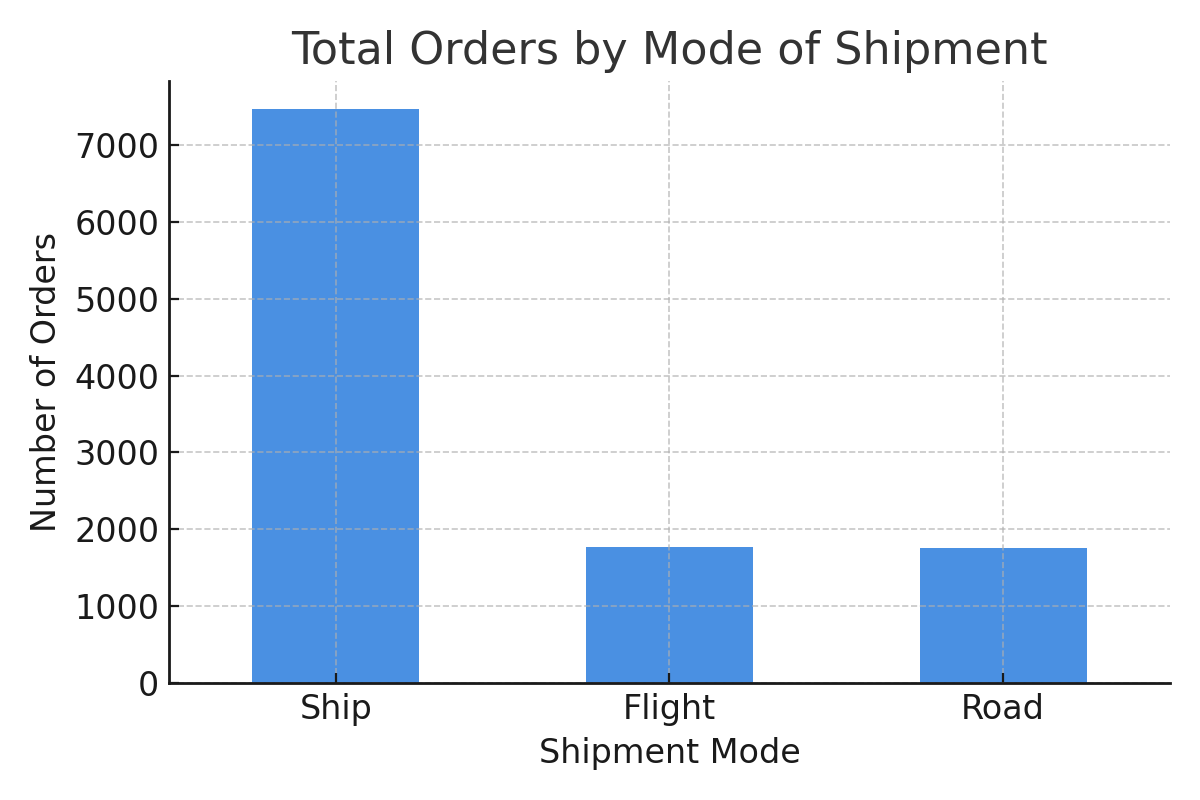 Total Orders by Mode of Shipment
Number of Orders
7000
6000
5000
4000
3000
2000
1000
0
Ship Flight Road
Shipment Mode